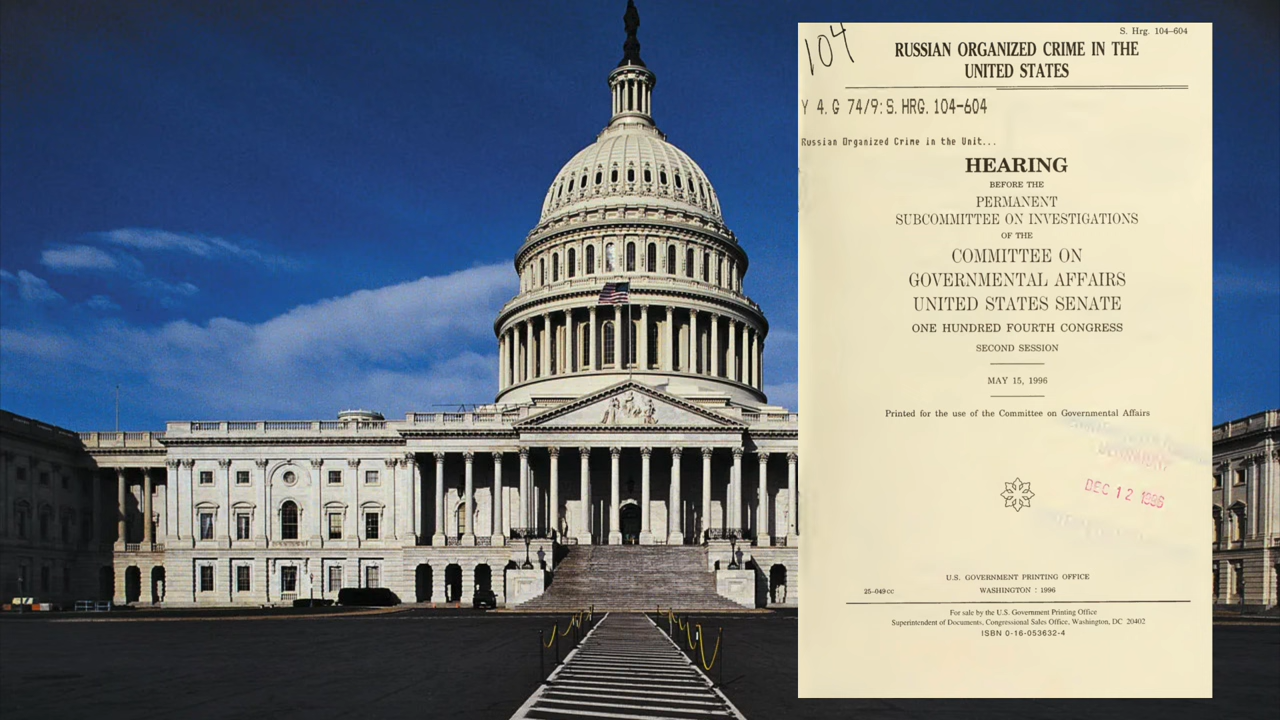 104
S. Hrg. 104–604
RUSSIAN ORGANIZED CRIME IN THE
UNITED STATES
Y 4. G 74/9: S. HRG. 104-604
Russian Organized Crime in the Unit...
HEARING
BEFORE THE
PERMANENT
SUBCOMMITTEE ON INVESTIGATIONS
OF THE
COMMITTEE ON
GOVERNMENTAL AFFAIRS
UNITED STATES SENATE
ONE HUNDRED FOURTH CONGRESS
SECOND SESSION
MAY 15, 1996
Printed for the use of the Committee on Governmental Affairs
DEC 12 1996
U.S. GOVERNMENT PRINTING OFFICE
25–049 cc
WASHINGTON : 1996
For sale by the U.S. Government Printing Office
Superintendent of Documents, Congressional Sales Office, Washington, DC 20402
ISBN 0-16-053632-4